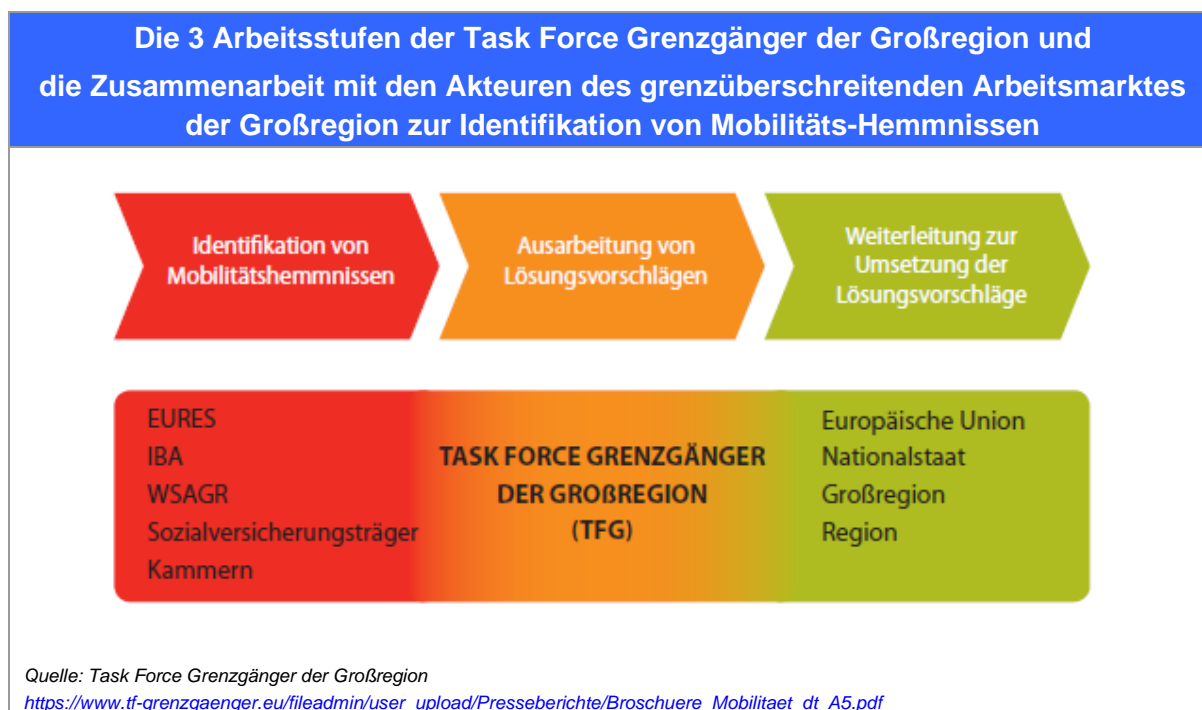 Die 3 Arbeitsstufen der Task Force Grenzgänger der Großregion und
die Zusammenarbeit mit den Akteuren des grenzüberschreitenden Arbeitsmarktes
der Großregion zur Identifikation von Mobilitäts-Hemmnissen
Identifikation von
Mobilitätshemmnissen
Ausarbeitung von
Lösungsvorschlägen
Weiterleitung zur
Umsetzung der
Lösungsvorschläge
EURES
IBA
WSAGR
Sozialversicherungsträger
Kammern
TASK FORCE GRENZGÄNGER
DER GROßREGION
(TFG)
Europäische Union
Nationalstaat
Großregion
Region
Quelle: Task Force Grenzgänger der Großregion
https://www.tf-grenzgaenger.eu/fileadmin/user_upload/Presseberichte/Broschuere_Mobilitaet_dt_A5.pdf